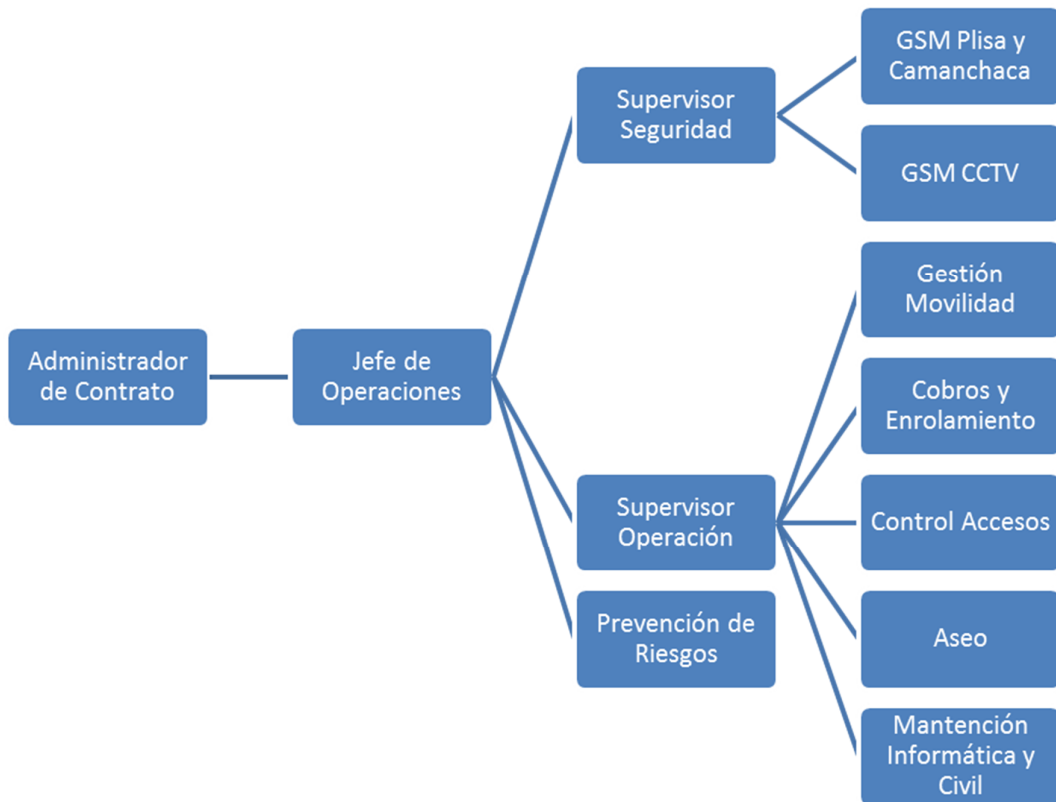 Administrador
de Contrato
Jefe de
Operaciones
Supervisor
Seguridad
GSM Plisa y
Camanchaca
GSM CCTV
Supervisor
Operación
Gestión
Movilidad
Cobros y
Enrolamiento
Control Accesos
Aseo
Mantención
Informática y
Civil
Prevención de
Riesgos